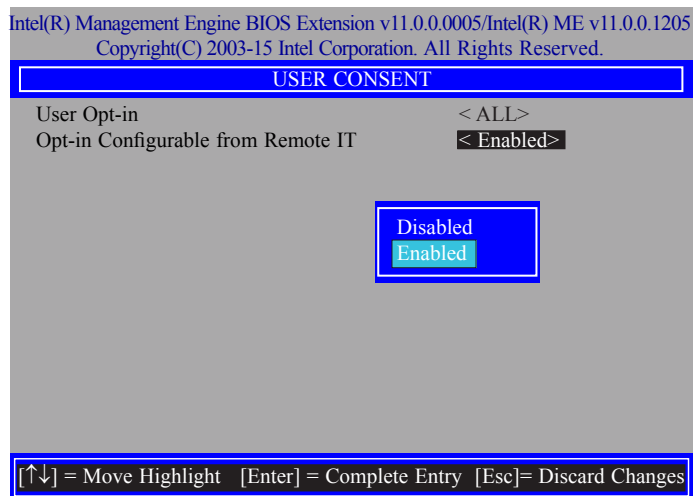 Intel(R) Management Engine BIOS Extension v11.0.0.0005/Intel(R) ME v11.0.0.1205
Copyright(C) 2003-15 Intel Corporation. All Rights Reserved.
USER CONSENT
User Opt-in < ALL>
Opt-in Configurable from Remote IT < Enabled>
Disabled
Enabled
[↑↓] = Move Highlight [Enter] = Complete Entry [Esc]= Discard Changes